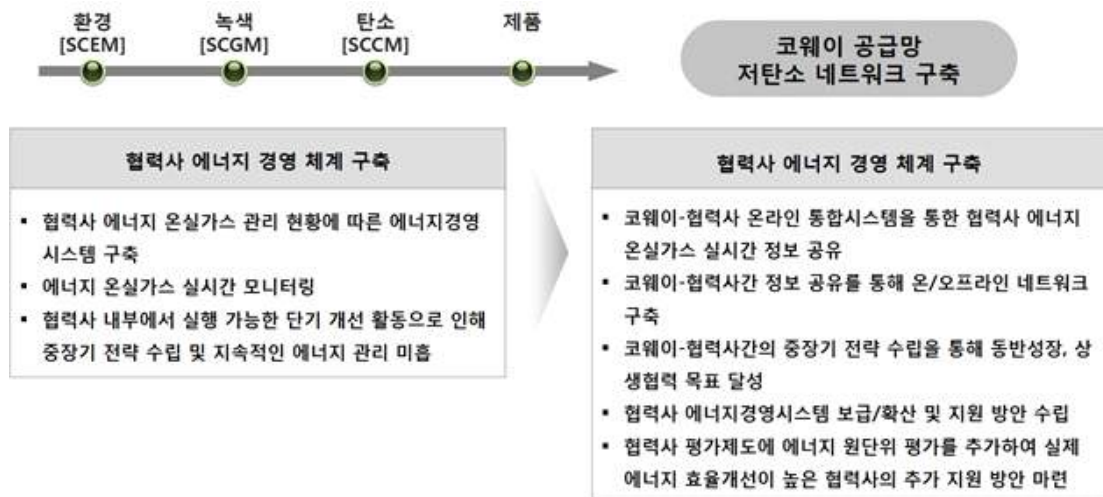 환경 녹색 탄소 제품
[SCEM] [SCGM] [SCCM]
코웨이 공급망
저탄소 네트워크 구축
협력사 에너지 경영 체계 구축
▪ 협력사 에너지 온실가스 관리 현황에 따른 에너지경영
시스템 구축
▪ 에너지 온실가스 실시간 모니터링
▪ 협력사 내부에서 실행 가능한 단기 개선 활동으로 인해
중장기 전략 수립 및 지속적인 에너지 관리 미흡
협력사 에너지 경영 체계 구축
▪ 코웨이-협력사 온라인 통합시스템을 통한 협력사 에너지
온실가스 실시간 정보 공유
▪ 코웨이-협력사간 정보 공유를 통해 온/오프라인 네트워크
구축
▪ 코웨이-협력사간의 중장기 전략 수립을 통해 동반성장, 상
생협력 목표 달성
▪ 협력사 에너지경영시스템 보급/확산 및 지원 방안 수립
▪ 협력사 평가제도에 에너지 원단위 평가를 추가하여 실제
에너지 효율개선이 높은 협력사의 추가 지원 방안 마련